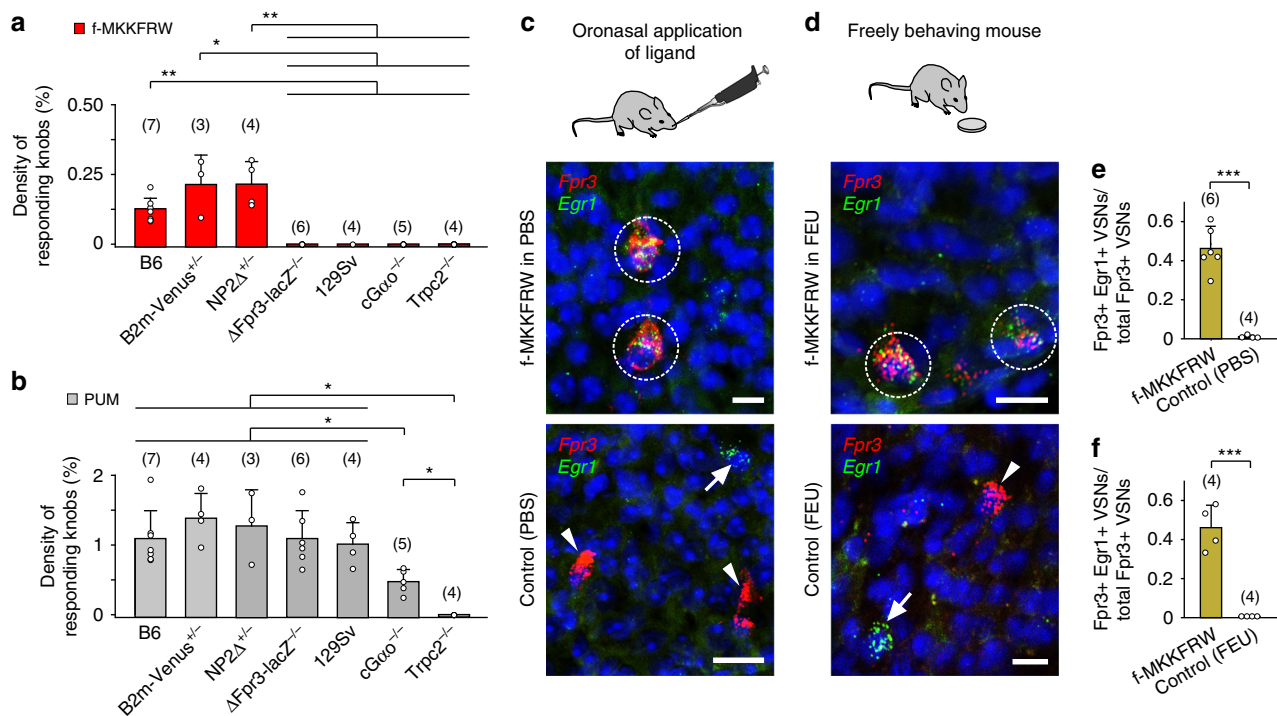 a
f-MKKFRW
**
*
**
Density of
responding knobs (%)
0.50
0.25
0
(7)
(3)
(4)
(6)
(4)
(5)
(4)
B6
B2m-Venus+/−
NP2Δ+/−
ΔFpr3-lacZ−/−
129Sv
cGαo−/−
Trpc2−/−
b
PUM
*
*
*
Density of
responding knobs (%)
2
1
0
(7)
(4)
(3)
(6)
(4)
(5)
(4)
B6
B2m-Venus+/−
NP2Δ+/−
ΔFpr3-lacZ−/−
129Sv
cGαo−/−
Trpc2−/−
c
Oronasal application
of ligand
f-MKKFRW in PBS
Fpr3
Egr1
Control (PBS)
Fpr3
Egr1
d
Freely behaving mouse
f-MKKFRW in FEU
Fpr3
Egr1
Control (FEU)
Fpr3
Egr1
e
***
(6)
(4)
Fpr3+ Egr1+ VSNs/
total Fpr3+ VSNs
0.6
0.4
0.2
0
f-MKKFRW
Control (PBS)
f
***
(4)
(4)
Fpr3+ Egr1+ VSNs/
total Fpr3+ VSNs
0.6
0.4
0.2
0
f-MKKFRW
Control (FEU)